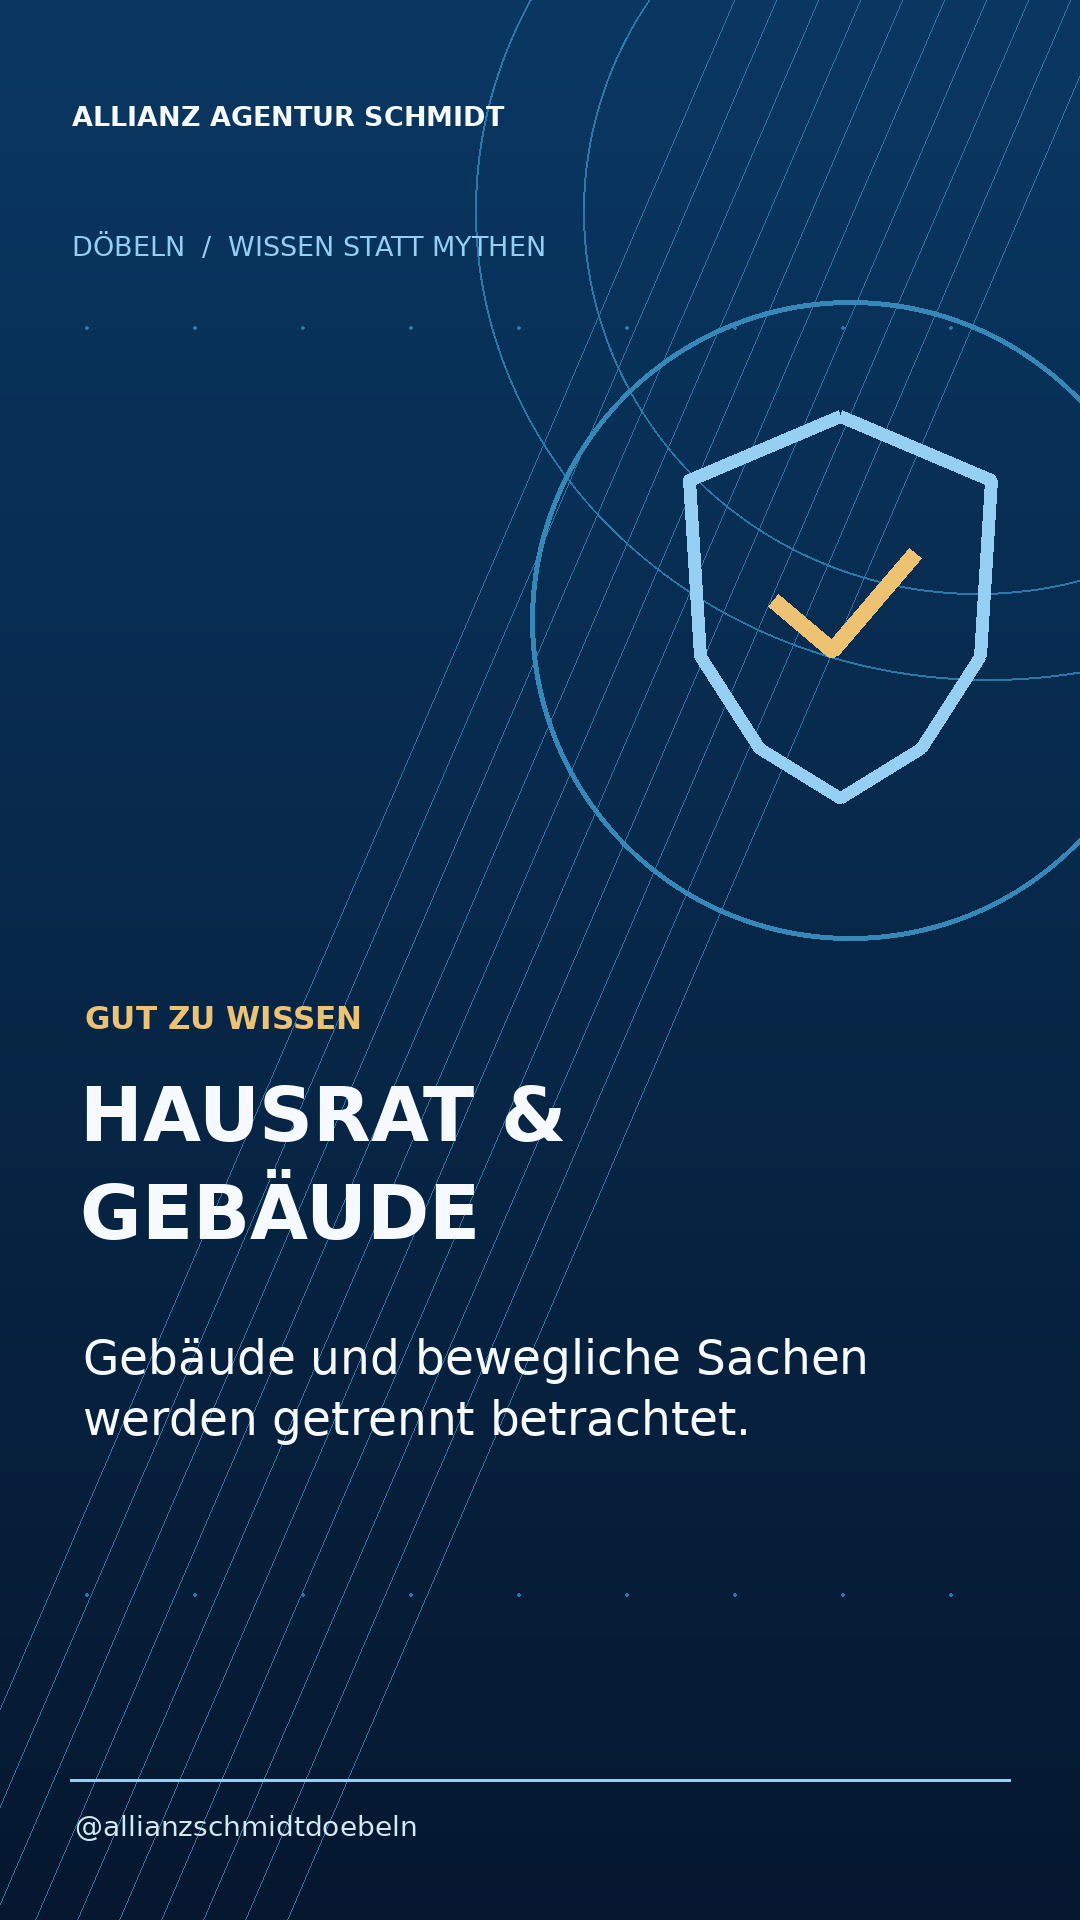 ALLIANZ AGENTUR SCHMIDT
DÖBELN / WISSEN STATT MYTHEN
GUT ZU WISSEN
HAUSRAT &
GEBÄUDE
Gebäude und bewegliche Sachen
werden getrennt betrachtet.
@allianzschmidtdoebeln